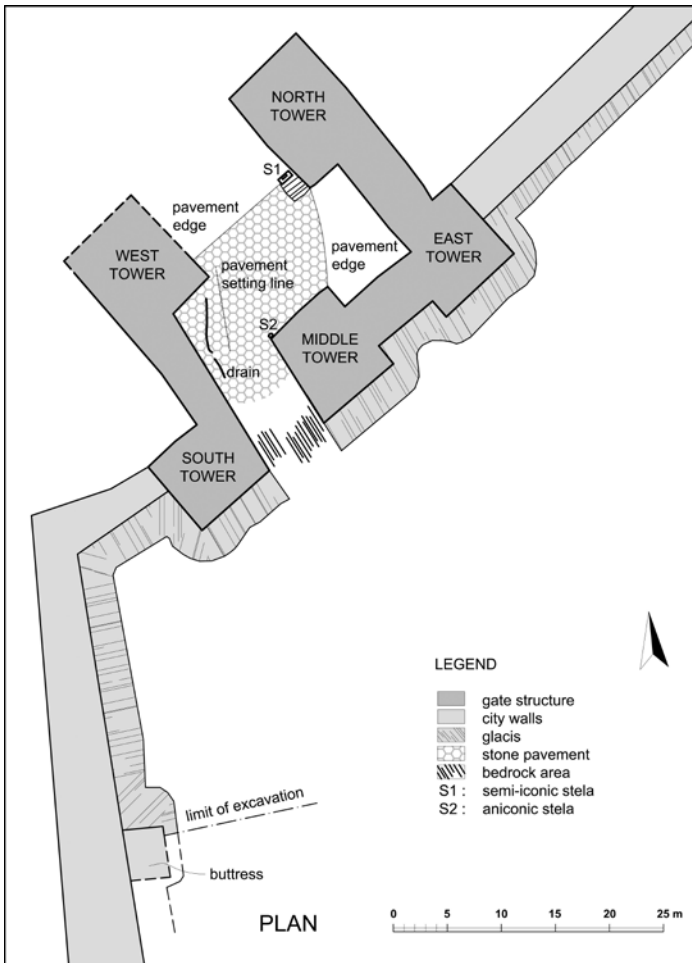 NORTH
TOWER
S1
pavement
edge
WEST
TOWER
pavement
setting line
pavement
edge
EAST
TOWER
S2
MIDDLE
TOWER
drain
SOUTH
TOWER
LEGEND
gate structure
city walls
glacis
stone pavement
bedrock area
S1 : semi-iconic stela
S2 : aniconic stela
limit of excavation
buttress
PLAN
0 5 10 15 20 25 m